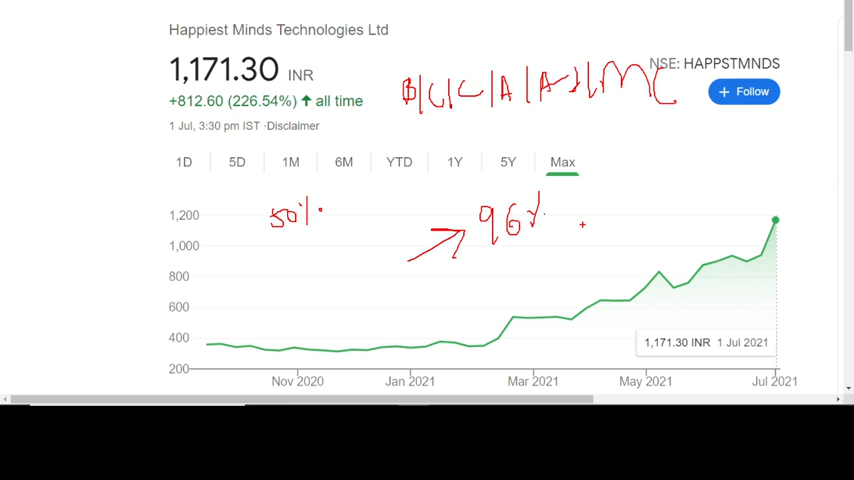 Happiest Minds Technologies Ltd
1,171.30 INR
NSE: HAPPSTMNDS
+812.60 (226.54%) ↑ all time
+ Follow
1 Jul, 3:30 pm IST ·Disclaimer
1D 5D 1M 6M YTD 1Y 5Y Max
50%
96%
1,200
1,000
800
600
400
200
1,171.30 INR 1 Jul 2021
Nov 2020 Jan 2021 Mar 2021 May 2021 Jul 2021